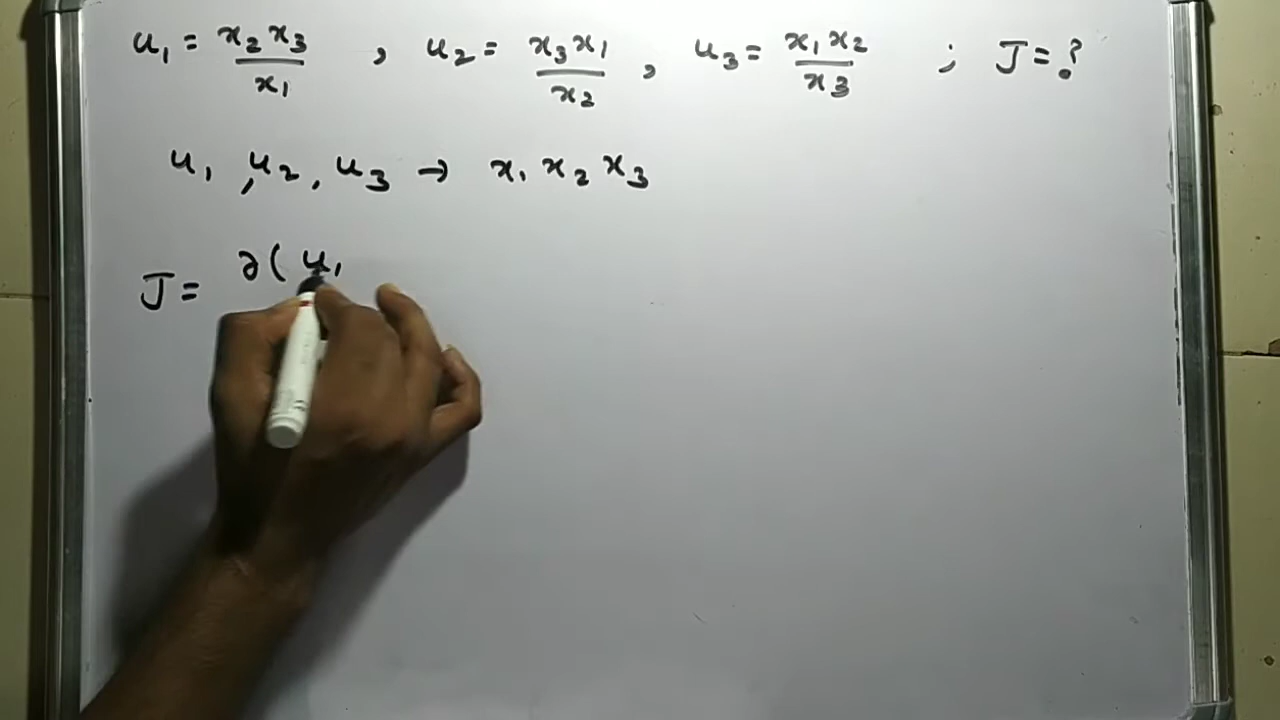 u₁ = x₂x₃/x₁ , u₂ = x₃x₁/x₂ , u₃ = x₁x₂/x₃ ; J = ?
u₁ , u₂ , u₃ → x₁ x₂ x₃
J = ∂( u₁